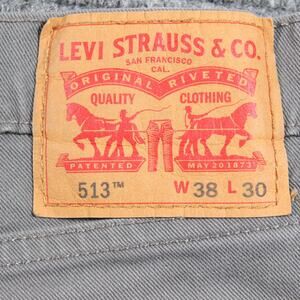 LEVI STRAUSS & CO.
SAN FRANCISCO
CAL.
ORIGINAL RIVETED
QUALITY CLOTHING
PATENTED MAY 20 1873
513™ W 38 L 30